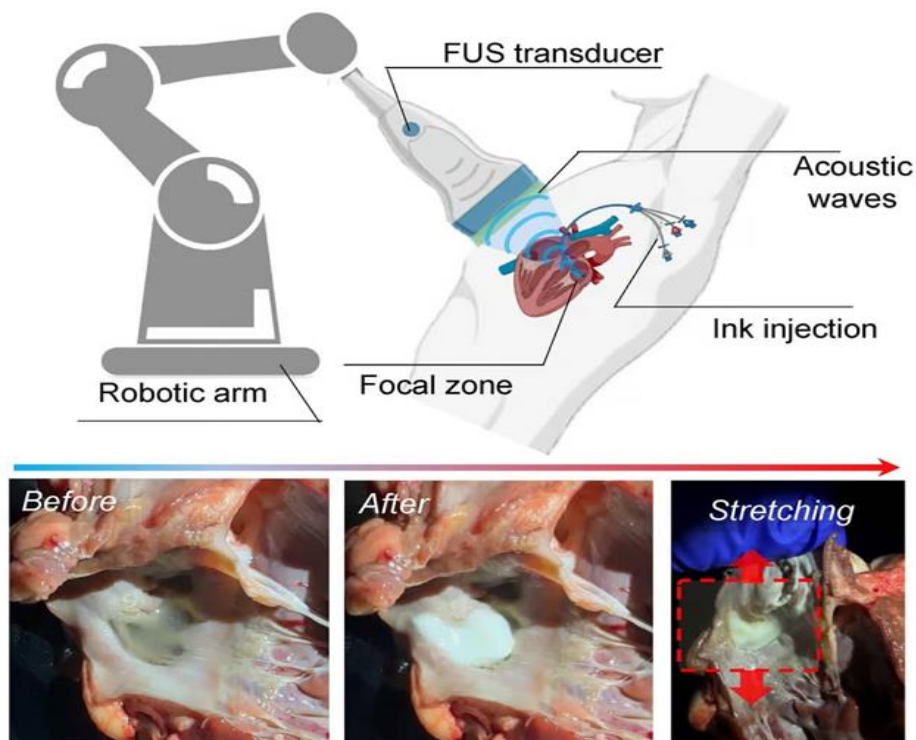 FUS transducer
Acoustic
waves
Ink injection
Focal zone
Robotic arm
Before
After
Stretching